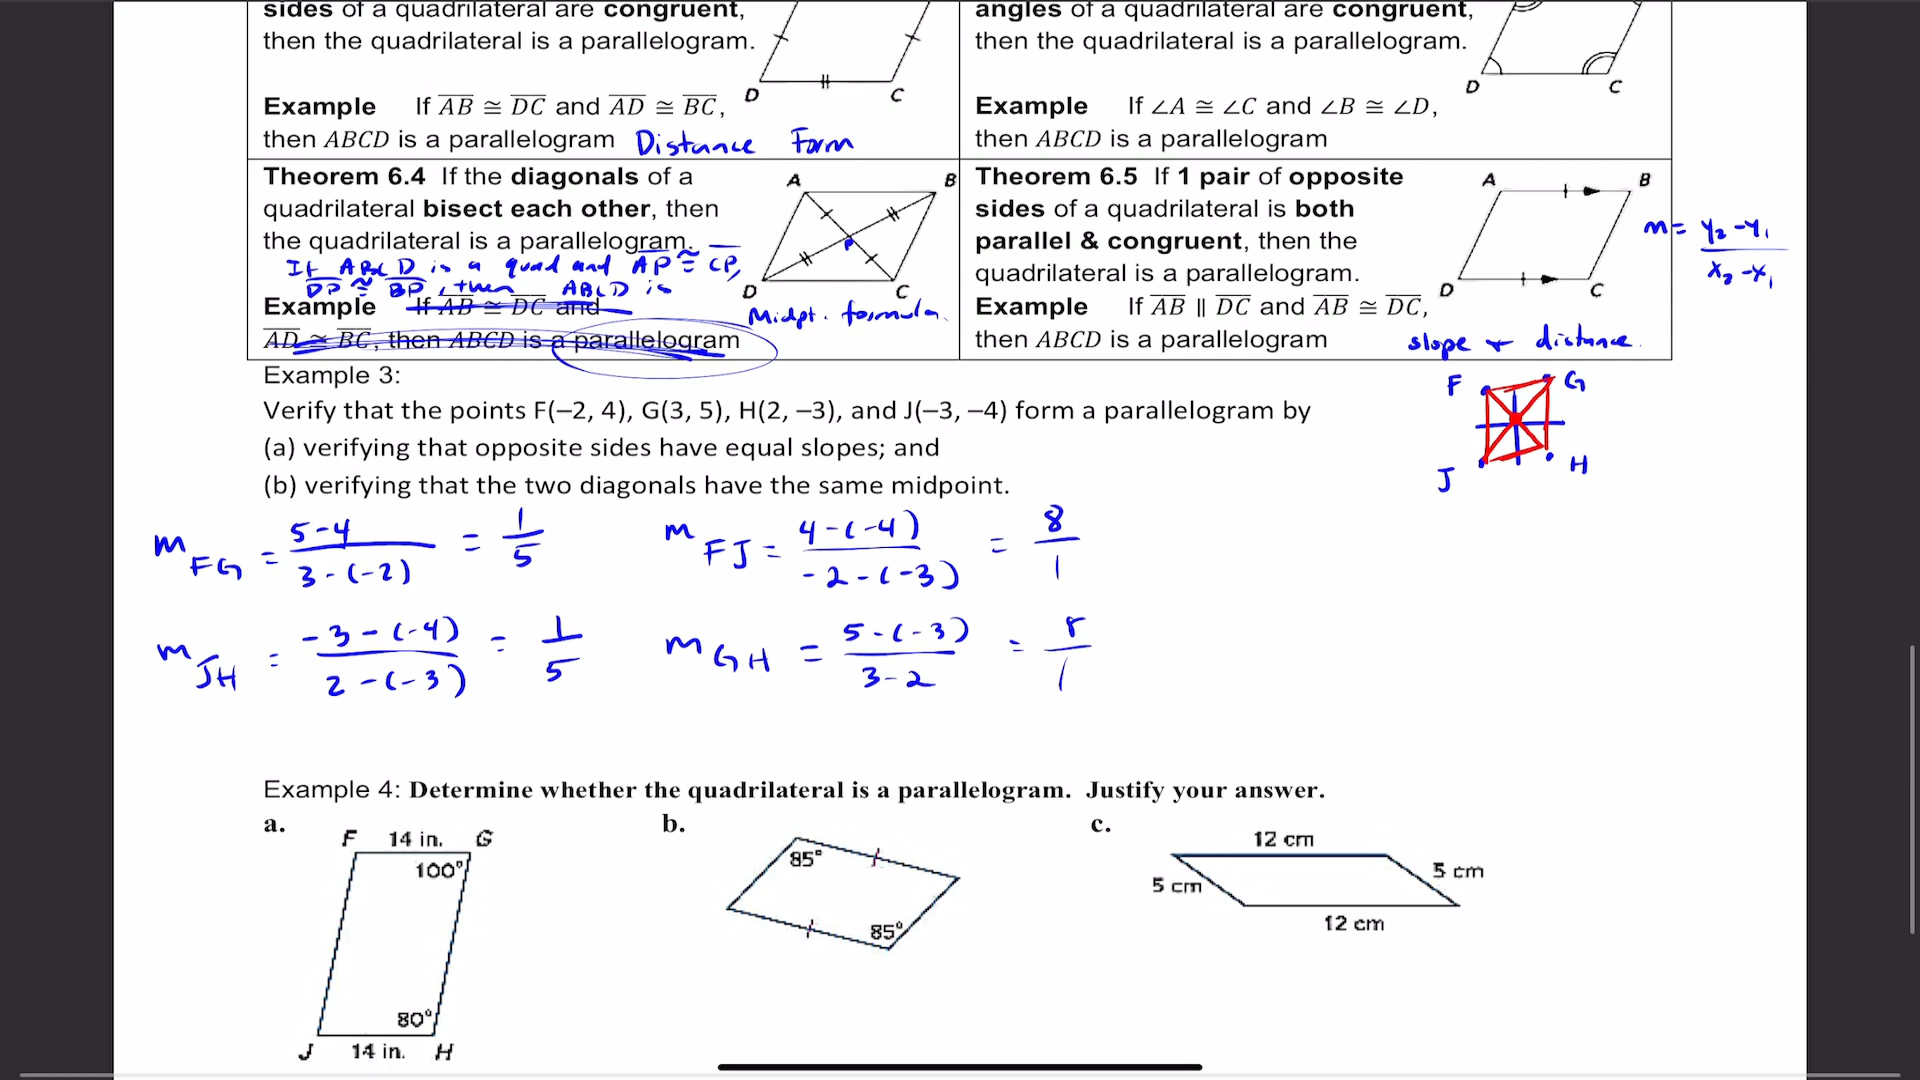 sides of a quadrilateral are congruent,
then the quadrilateral is a parallelogram.
D C
Example If AB ≅ DC and AD ≅ BC,
then ABCD is a parallelogram Distance Form
angles of a quadrilateral are congruent,
then the quadrilateral is a parallelogram.
D C
Example If ∠A ≅ ∠C and ∠B ≅ ∠D,
then ABCD is a parallelogram
Theorem 6.4 If the diagonals of a
quadrilateral bisect each other, then
the quadrilateral is a parallelogram.
If ABCD is a quad and AP ≅ CP,
DP ≅ BP, then ABCD is
Example If AB ≅ DC and
AD ≅ BC, then ABCD is a parallelogram
A B
P
D C
Midpt. formula.
Theorem 6.5 If 1 pair of opposite
sides of a quadrilateral is both
parallel & congruent, then the
quadrilateral is a parallelogram.
Example If AB ∥ DC and AB ≅ DC,
then ABCD is a parallelogram
A B
D C
m = y₂-y₁
x₂-x₁
slope + distance.
Example 3:
Verify that the points F(−2, 4), G(3, 5), H(2, −3), and J(−3, −4) form a parallelogram by
(a) verifying that opposite sides have equal slopes; and
(b) verifying that the two diagonals have the same midpoint.
F G
J H
m FG = 5-4 / 3-(-2) = 1/5
m FJ = 4-(-4) / -2-(-3) = 8/1
m JH = -3-(-4) / 2-(-3) = 1/5
m GH = 5-(-3) / 3-2 = 8/1
Example 4: Determine whether the quadrilateral is a parallelogram. Justify your answer.
a.
F 14 in. G
100°
80°
J 14 in. H
b.
85°
85°
c.
12 cm
5 cm
5 cm
12 cm